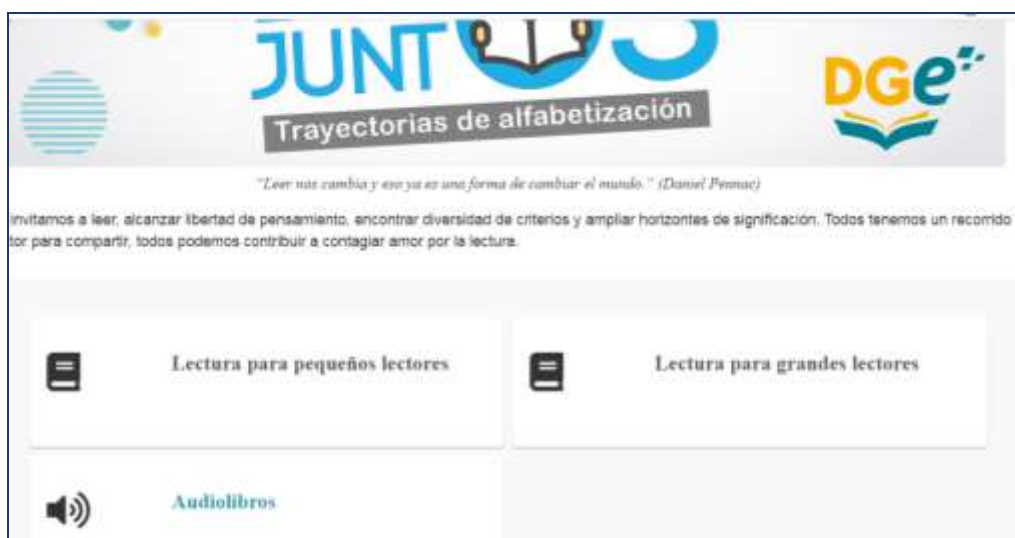 JUNTOS
Trayectorias de alfabetización
DGe
"Leer nos cambia y eso ya es una forma de cambiar el mundo." (Daniel Pennac)
invitamos a leer, alcanzar libertad de pensamiento, encontrar diversidad de criterios y ampliar horizontes de significación. Todos tenemos un recorrido
tor para compartir, todos podemos contribuir a contagiar amor por la lectura.
Lectura para pequeños lectores
Lectura para grandes lectores
Audiolibros